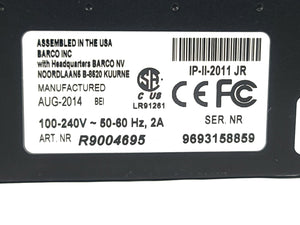 ASSEMBLED IN THE USA
BARCO INC
with Headquarters BARCO NV
NOORDLAAN5 B-8520 KUURNE
MANUFACTURED
AUG-2014 BEI
SA
C US
LR91261
IP-II-2011 JR
CE FC
100-240V ~ 50-60 Hz, 2A
SER. NR
ART. NR R9004695
9693158859